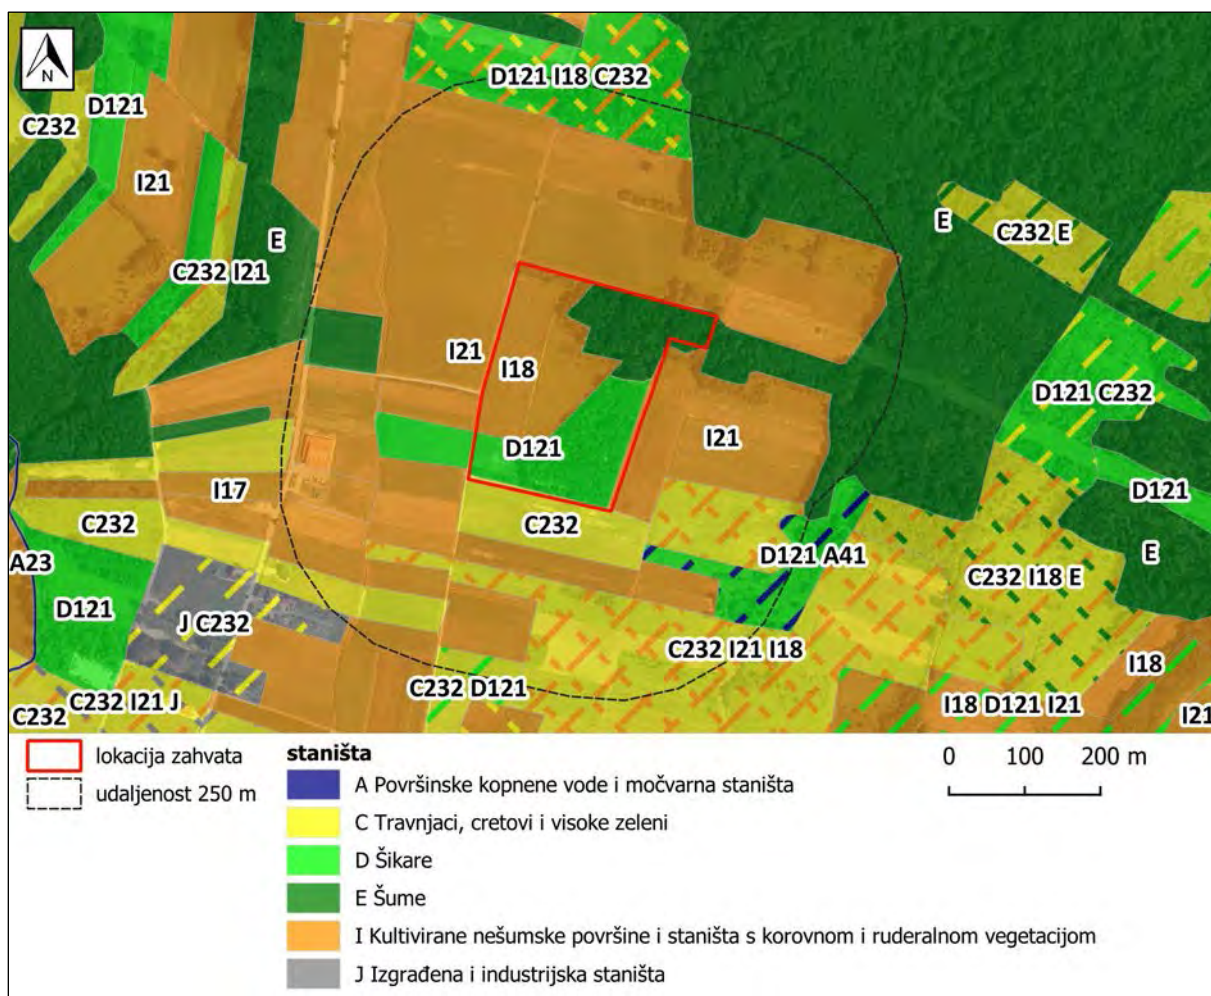 N
D121 I18 C232
D121
C232
I21
E
C232 I21
E
C232 E
I21
I18
D121 C232
D121
I21
D121
I17
C232
C232
A23
D121
D121 A41
E
C232 I18 E
J C232
C232 I21 I18
I18
C232 D121
C232 I21 J
C232
I18 D121 I21
I21
lokacija zahvata
udaljenost 250 m
staništa
A Površinske kopnene vode i močvarna staništa
C Travnjaci, cretovi i visoke zeleni
D Šikare
E Šume
I Kultivirane nešumske površine i staništa s korovnom i ruderalnom vegetacijom
J Izgrađena i industrijska staništa
0 100 200 m